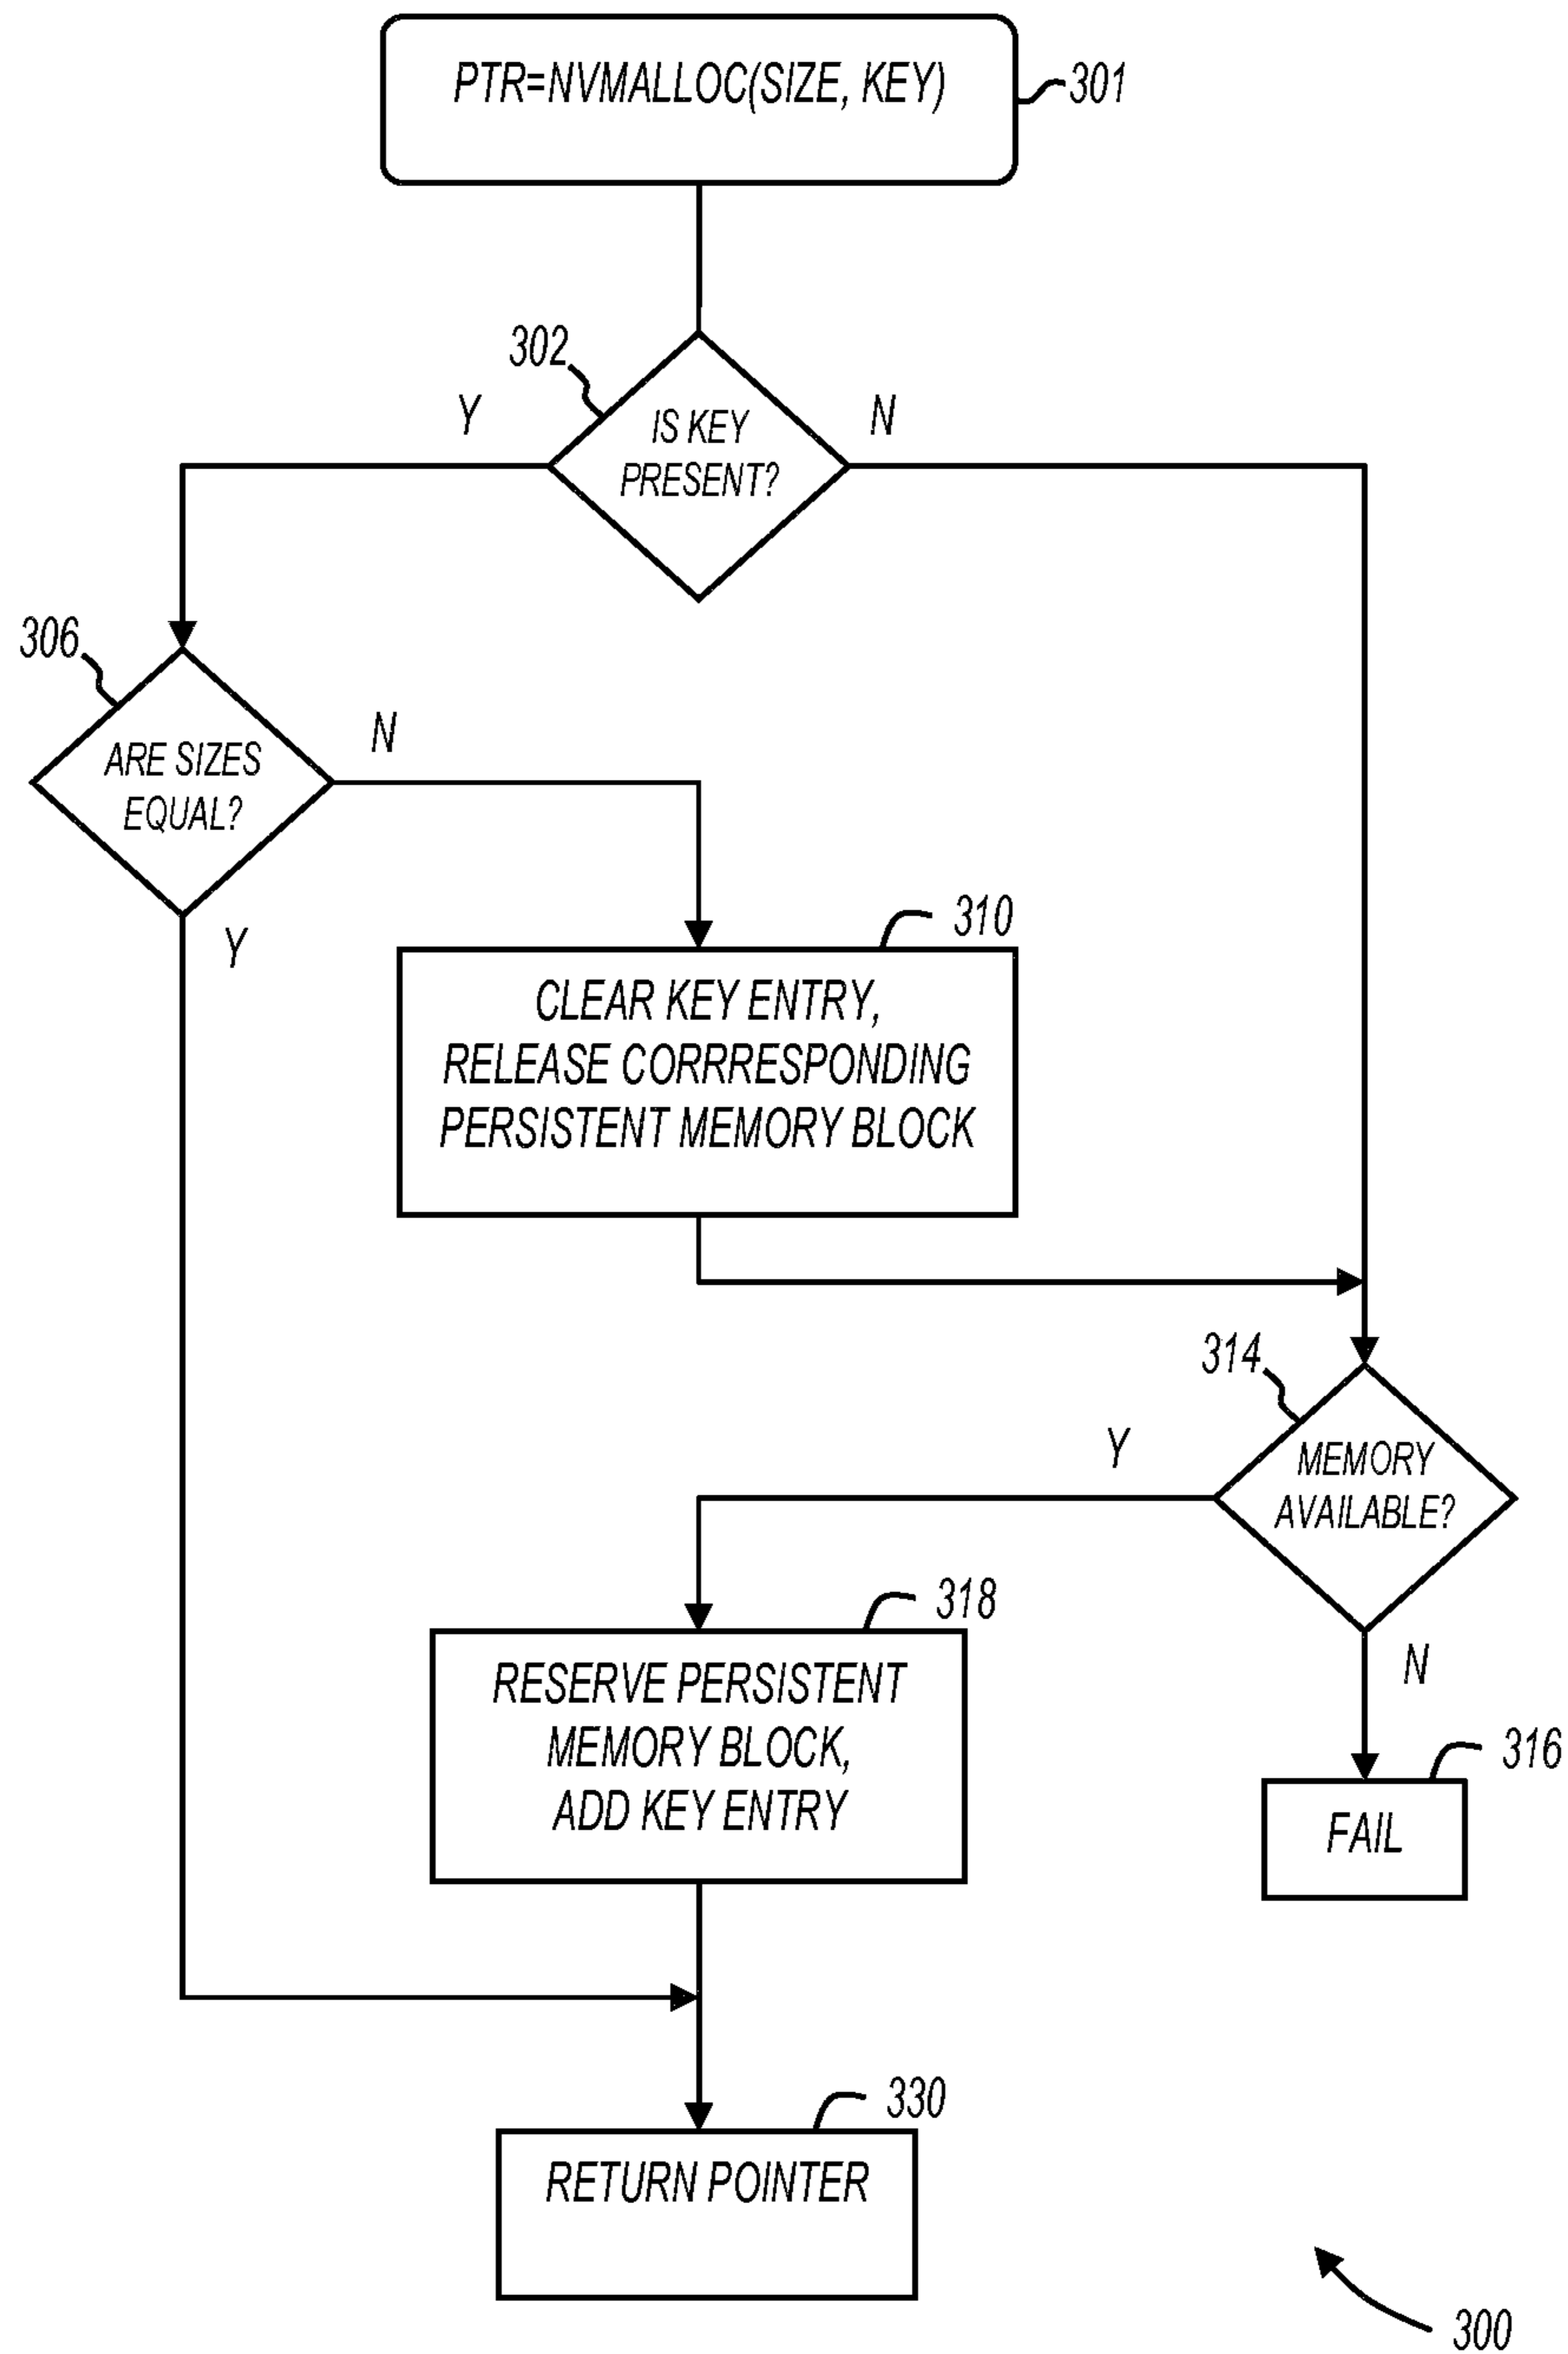 PTR=NVMALLOC(SIZE, KEY)
301
302
Y
N
IS KEY
PRESENT?
306
N
ARE SIZES
EQUAL?
Y
310
CLEAR KEY ENTRY,
RELEASE CORRRESPONDING
PERSISTENT MEMORY BLOCK
314
Y
MEMORY
AVAILABLE?
318
N
RESERVE PERSISTENT
MEMORY BLOCK,
ADD KEY ENTRY
316
FAIL
330
RETURN POINTER
300